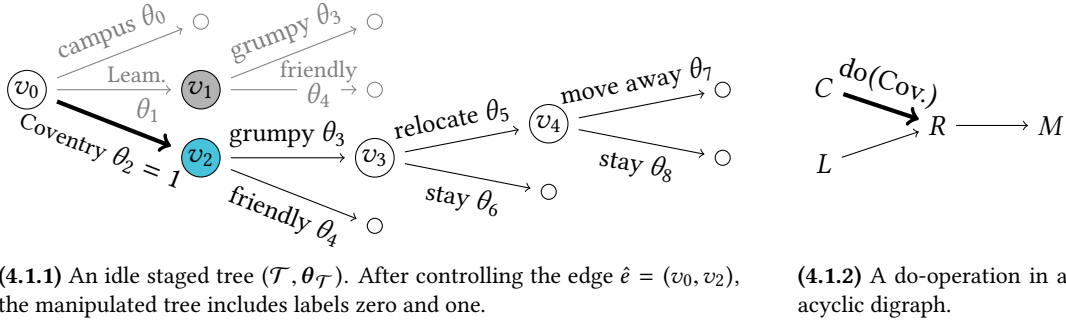 campus θ₀
grumpy θ₃
Leam.
θ₁
friendly
θ₄
v₀
v₁
Coventry θ₂ = 1
v₂
grumpy θ₃
friendly θ₄
v₃
relocate θ₅
stay θ₆
v₄
move away θ₇
stay θ₈
C
do(Cov.)
R
M
L
(4.1.1) An idle staged tree (𝒯, 𝜽_𝒯). After controlling the edge ê = (v₀, v₂),
the manipulated tree includes labels zero and one.
(4.1.2) A do-operation in a
acyclic digraph.